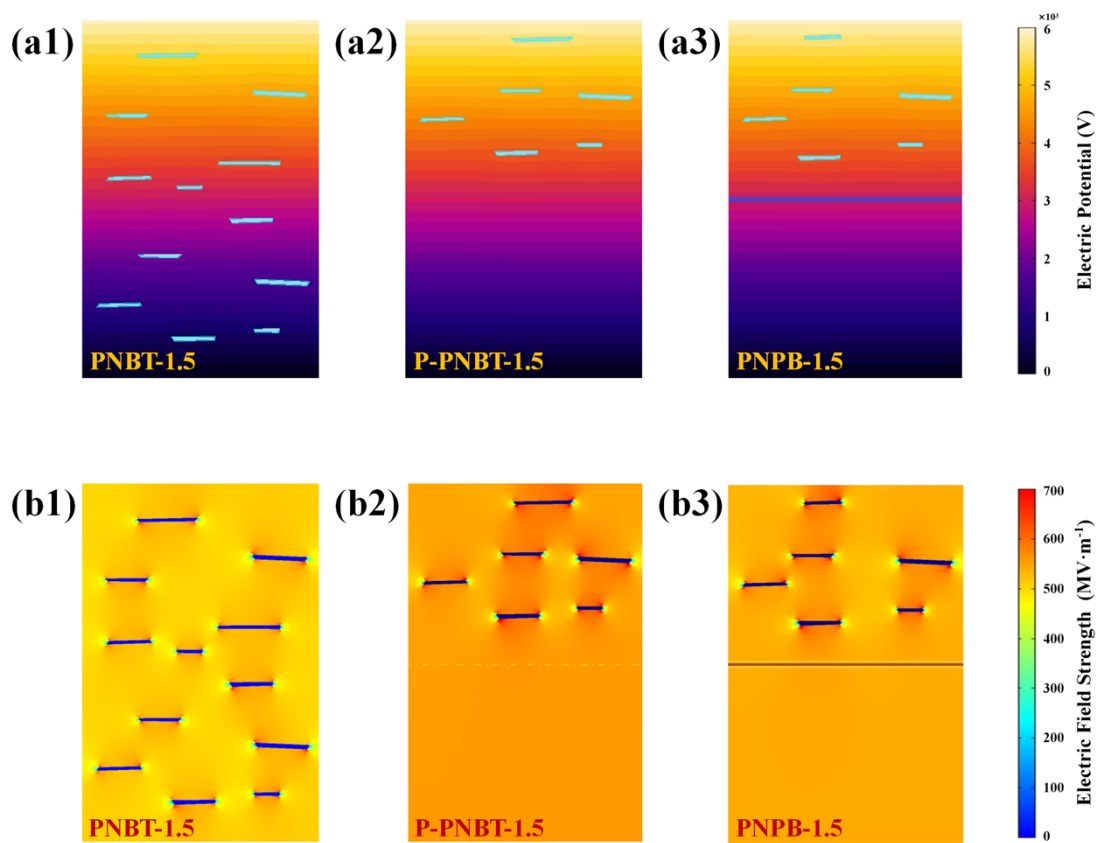 (a1)
(a2)
(a3)
PNBT-1.5
P-PNBT-1.5
PNPB-1.5
×10³
6
5
4
3
2
1
0
Electric Potential (V)
(b1)
(b2)
(b3)
PNBT-1.5
P-PNBT-1.5
PNPB-1.5
700
600
500
400
300
200
100
0
Electric Field Strength (MV·m⁻¹)